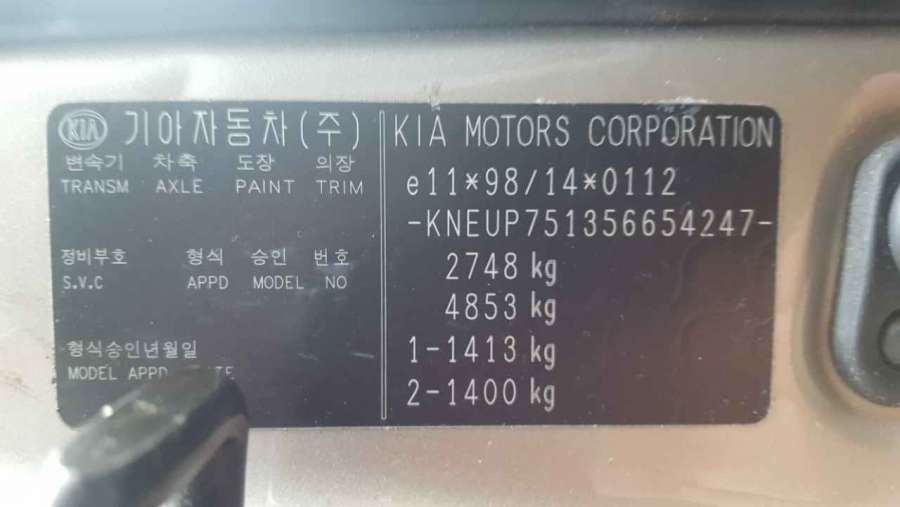 KIA 기아자동차(주)
변속기 차축 도장 의장
TRANSM AXLE PAINT TRIM
정비부호 형식 승인 번호
S.V.C APPD MODEL NO
형식승인년월일
MODEL APPD
KIA MOTORS CORPORATION
e11*98/14*0112
-KNEUP751356654247-
2748 kg
4853 kg
1-1413 kg
2-1400 kg